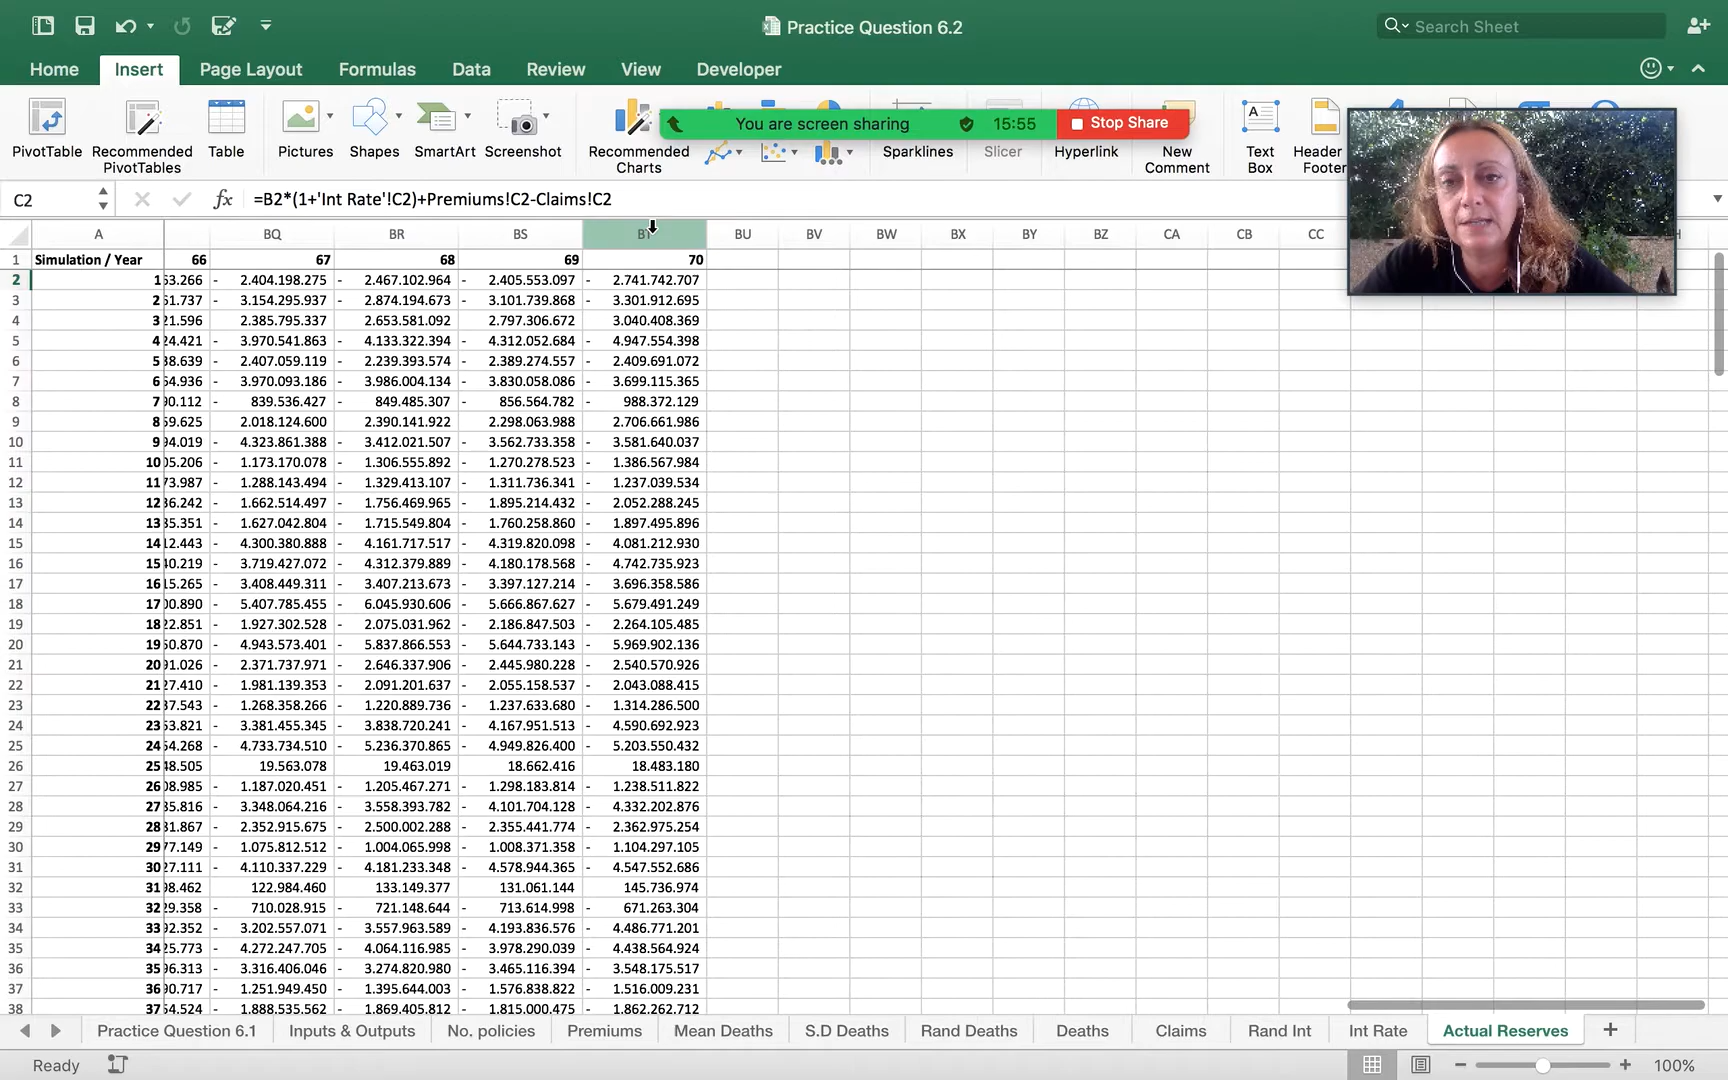 Practice Question 6.2
Search Sheet
Home Insert Page Layout Formulas Data Review View Developer
You are screen sharing 15:55 Stop Share
PivotTable Recommended PivotTables Table Pictures Shapes SmartArt Screenshot Recommended Charts Sparklines Slicer Hyperlink New Comment Text Box Header Footer
C2 fx =B2*(1+'Int Rate'!C2)+Premiums!C2-Claims!C2
A BQ BR BS BT BU BV BW BX BY BZ CA CB CC
1 Simulation / Year 66 67 68 69 70
2 1 53.266 - 2.404.198.275 - 2.467.102.964 - 2.405.553.097 - 2.741.742.707
3 2 51.737 - 3.154.295.937 - 2.874.194.673 - 3.101.739.868 - 3.301.912.695
4 3 21.596 - 2.385.795.337 - 2.653.581.092 - 2.797.306.672 - 3.040.408.369
5 4 24.421 - 3.970.541.863 - 4.133.322.394 - 4.312.052.684 - 4.947.554.398
6 5 38.639 - 2.407.059.119 - 2.239.393.574 - 2.389.274.557 - 2.409.691.072
7 6 54.936 - 3.970.093.186 - 3.986.004.134 - 3.830.058.086 - 3.699.115.365
8 7 90.112 - 839.536.427 - 849.485.307 - 856.564.782 - 988.372.129
9 8 59.625 - 2.018.124.600 - 2.390.141.922 - 2.298.063.988 - 2.706.661.986
10 9 94.019 - 4.323.861.388 - 3.412.021.507 - 3.562.733.358 - 3.581.640.037
11 10 05.206 - 1.173.170.078 - 1.306.555.892 - 1.270.278.523 - 1.386.567.984
12 11 73.987 - 1.288.143.494 - 1.329.413.107 - 1.311.736.341 - 1.237.039.534
13 12 36.242 - 1.662.514.497 - 1.756.469.965 - 1.895.214.432 - 2.052.288.245
14 13 35.351 - 1.627.042.804 - 1.715.549.804 - 1.760.258.860 - 1.897.495.896
15 14 12.443 - 4.300.380.888 - 4.161.717.517 - 4.319.820.098 - 4.081.212.930
16 15 40.219 - 3.719.427.072 - 4.312.379.889 - 4.180.178.568 - 4.742.735.923
17 16 15.265 - 3.408.449.311 - 3.407.213.673 - 3.397.127.214 - 3.696.358.586
18 17 00.890 - 5.407.785.455 - 6.045.930.606 - 5.666.867.627 - 5.679.491.249
19 18 22.851 - 1.927.302.528 - 2.075.031.962 - 2.186.847.503 - 2.264.105.485
20 19 50.870 - 4.943.573.401 - 5.837.866.553 - 5.644.733.143 - 5.969.902.136
21 20 91.026 - 2.371.737.971 - 2.646.337.906 - 2.445.980.228 - 2.540.570.926
22 21 27.410 - 1.981.139.353 - 2.091.201.637 - 2.055.158.537 - 2.043.088.415
23 22 37.543 - 1.268.358.266 - 1.220.889.736 - 1.237.633.680 - 1.314.286.500
24 23 53.821 - 3.381.455.345 - 3.838.720.241 - 4.167.951.513 - 4.590.692.923
25 24 54.268 - 4.733.734.510 - 5.236.370.865 - 4.949.826.400 - 5.203.550.432
26 25 48.505 19.563.078 19.463.019 18.662.416 18.483.180
27 26 08.985 - 1.187.020.451 - 1.205.467.271 - 1.298.183.814 - 1.238.511.822
28 27 35.816 - 3.348.064.216 - 3.558.393.782 - 4.101.704.128 - 4.332.202.876
29 28 31.867 - 2.352.915.675 - 2.500.002.288 - 2.355.441.774 - 2.362.975.254
30 29 77.149 - 1.075.812.512 - 1.004.065.998 - 1.008.371.358 - 1.104.297.105
31 30 27.111 - 4.110.337.229 - 4.181.233.348 - 4.578.944.365 - 4.547.552.686
32 31 98.462 122.984.460 133.149.377 131.061.144 145.736.974
33 32 29.358 - 710.028.915 - 721.148.644 - 713.614.998 - 671.263.304
34 33 92.352 - 3.202.557.071 - 3.557.963.589 - 4.193.836.576 - 4.486.771.201
35 34 25.773 - 4.272.247.705 - 4.064.116.985 - 3.978.290.039 - 4.438.564.924
36 35 96.313 - 3.316.406.046 - 3.274.820.980 - 3.465.116.394 - 3.548.175.517
37 36 90.717 - 1.251.949.450 - 1.395.644.003 - 1.576.838.822 - 1.516.009.231
38 37 54.524 - 1.888.535.562 - 1.869.405.812 - 1.815.000.475 - 1.862.262.712
Practice Question 6.1 Inputs & Outputs No. policies Premiums Mean Deaths S.D Deaths Rand Deaths Deaths Claims Rand Int Int Rate Actual Reserves +
Ready 100%